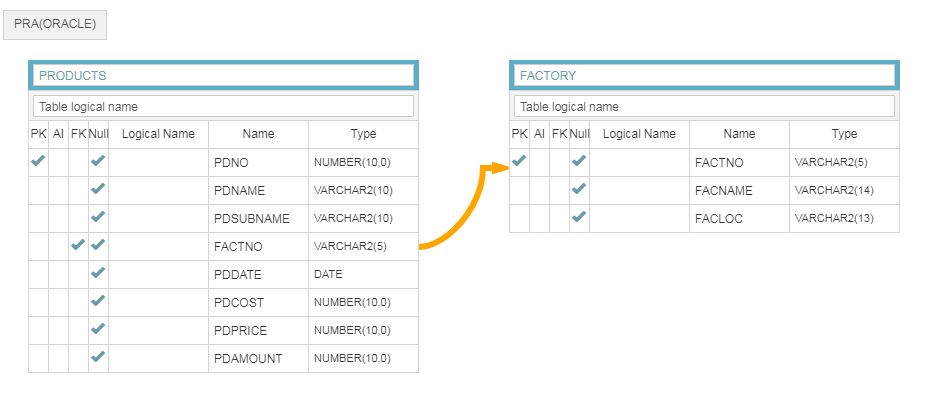 PRA(ORACLE)
PRODUCTS
Table logical name
PK AI FK Null Logical Name Name Type
PDNO NUMBER(10,0)
PDNAME VARCHAR2(10)
PDSUBNAME VARCHAR2(10)
FACTNO VARCHAR2(5)
PDDATE DATE
PDCOST NUMBER(10,0)
PDPRICE NUMBER(10,0)
PDAMOUNT NUMBER(10,0)
FACTORY
Table logical name
PK AI FK Null Logical Name Name Type
FACTNO VARCHAR2(5)
FACNAME VARCHAR2(14)
FACLOC VARCHAR2(13)